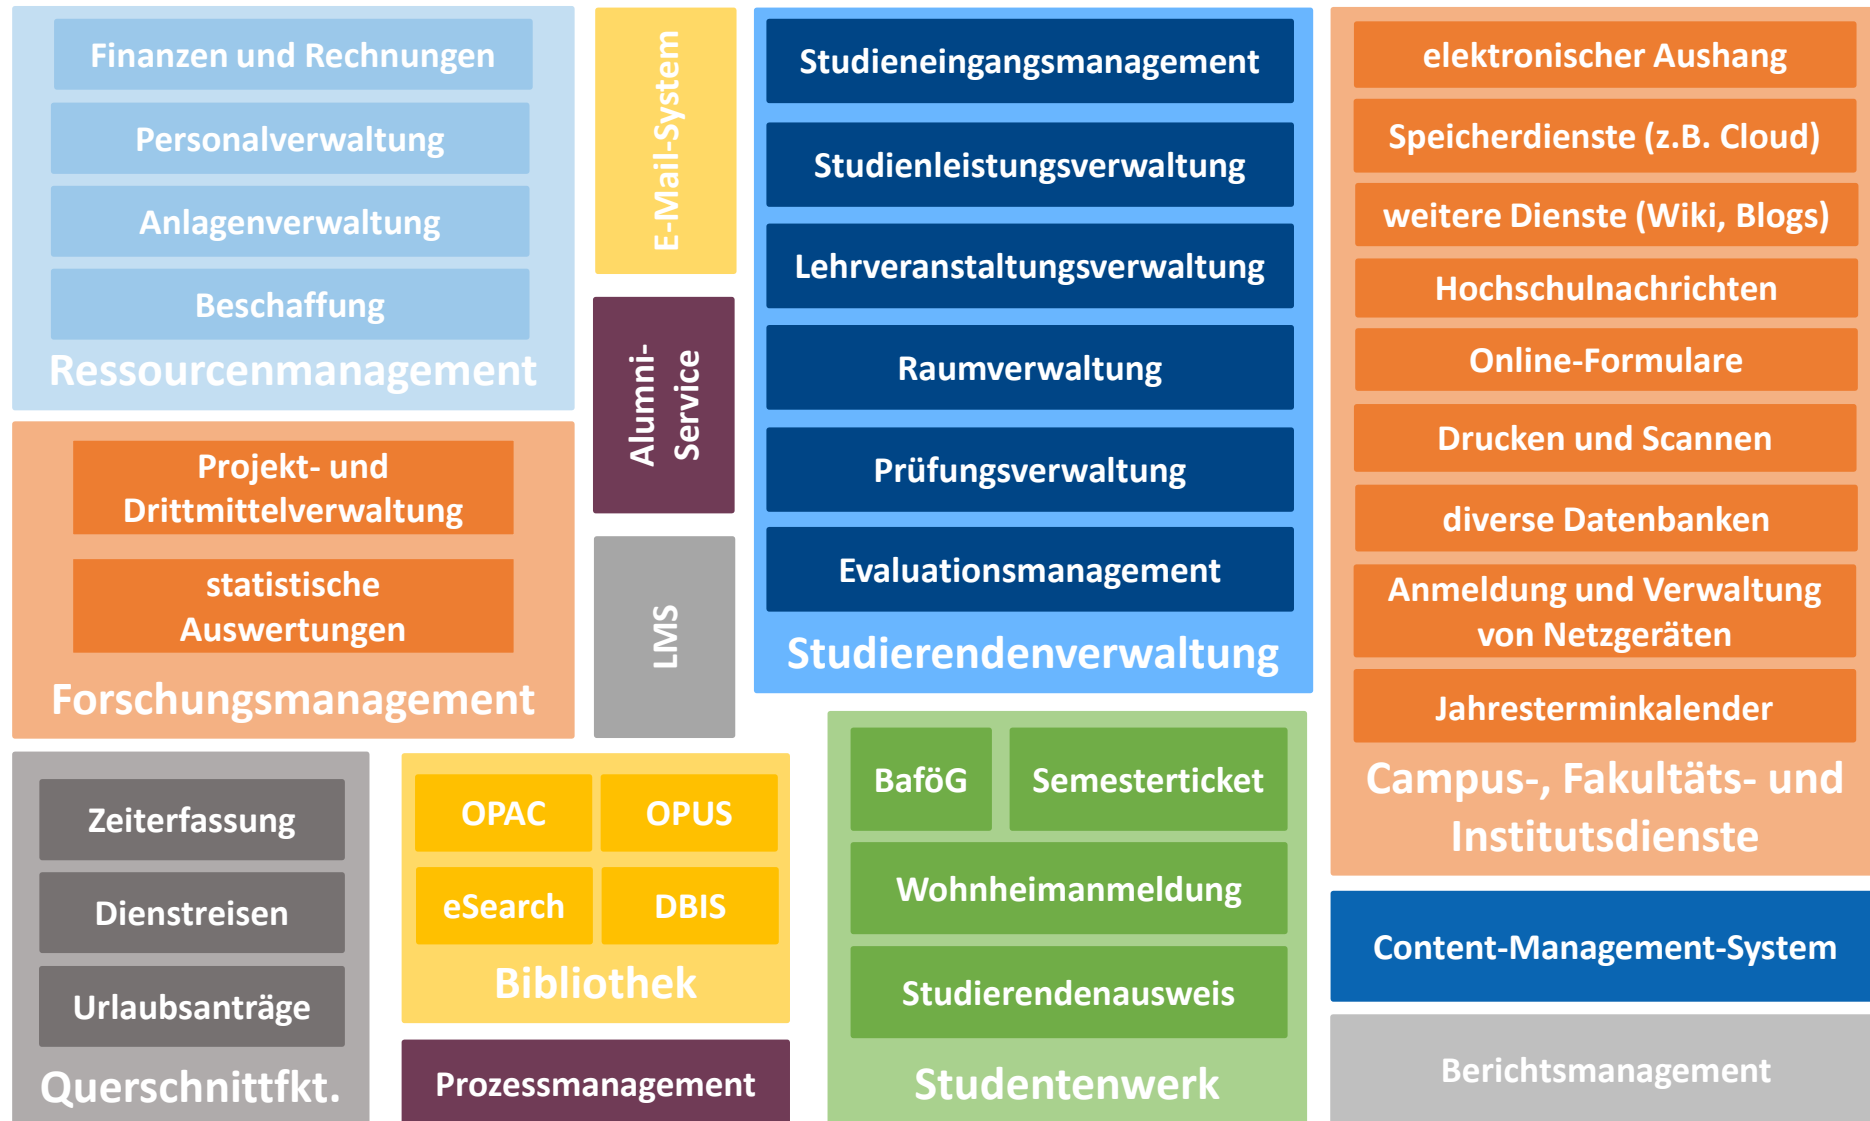 Finanzen und Rechnungen
Personalverwaltung
Anlagenverwaltung
Beschaffung
Ressourcenmanagement
Projekt- und
Drittmittelverwaltung
statistische
Auswertungen
Forschungsmanagement
Zeiterfassung
Dienstreisen
Urlaubsanträge
Querschnittfkt.
E-Mail-System
Alumni-
Service
LMS
OPAC
OPUS
eSearch
DBIS
Bibliothek
Prozessmanagement
Studieneingangsmanagement
Studienleistungsverwaltung
Lehrveranstaltungsverwaltung
Raumverwaltung
Prüfungsverwaltung
Evaluationsmanagement
Studierendenverwaltung
BaföG
Semesterticket
Wohnheimanmeldung
Studierendenausweis
Studentenwerk
elektronischer Aushang
Speicherdienste (z.B. Cloud)
weitere Dienste (Wiki, Blogs)
Hochschulnachrichten
Online-Formulare
Drucken und Scannen
diverse Datenbanken
Anmeldung und Verwaltung
von Netzgeräten
Jahresterminkalender
Campus-, Fakultäts- und
Institutsdienste
Content-Management-System
Berichtsmanagement